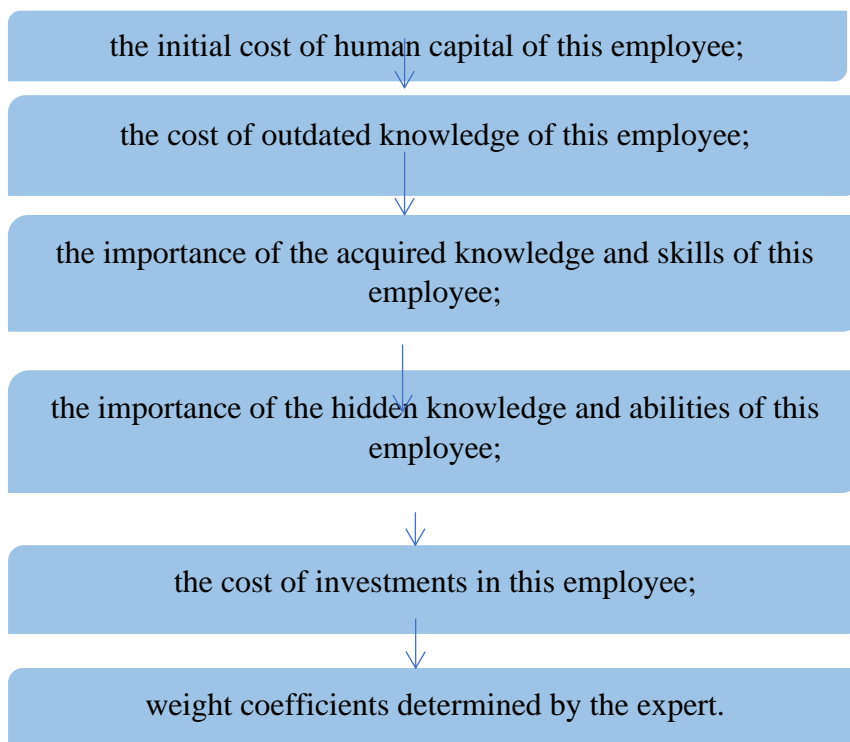 the initial cost of human capital of this employee;
the cost of outdated knowledge of this employee;
the importance of the acquired knowledge and skills of this
employee;
the importance of the hidden knowledge and abilities of this
employee;
the cost of investments in this employee;
weight coefficients determined by the expert.